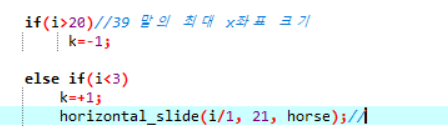 if(i>20)//39 말의 최대 x좌표 크기
k=-1;
else if(i<3)
k=+1;
horizontal_slide(i/1, 21, horse);//